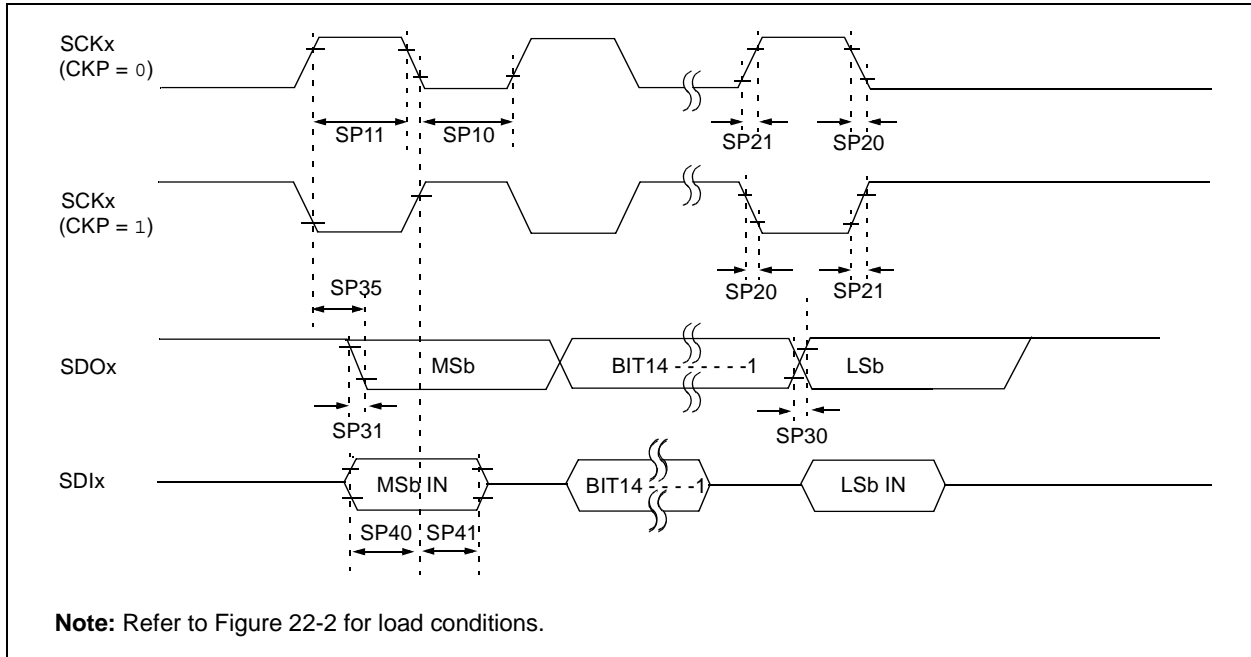 SCKx
(CKP = 0)
SP11
SP10
SP21
SP20
SCKx
(CKP = 1)
SP35
SP20
SP21
SDOx
MSb
BIT14 - - - - - -1
LSb
SP31
SP30
SDIx
MSb IN
BIT14 - - - - -1
LSb IN
SP40
SP41
Note: Refer to Figure 22-2 for load conditions.